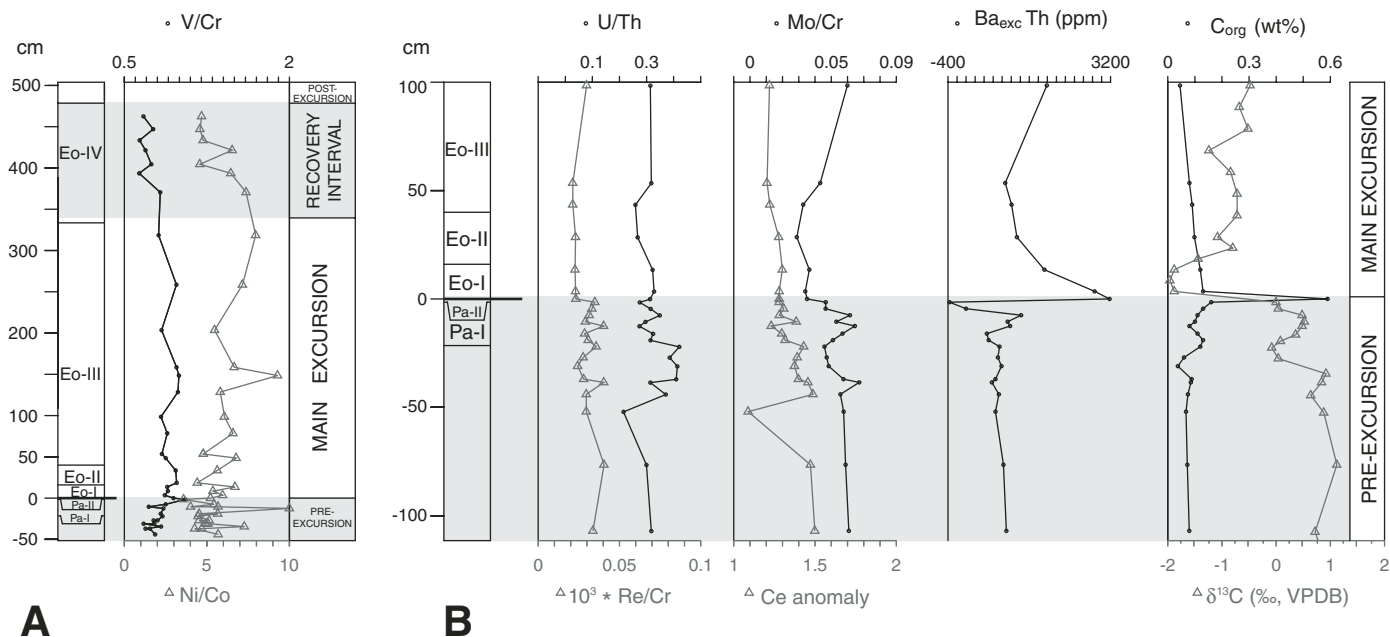 V/Cr
cm
0.5 2
500
400
300
200
100
50
0
-50
Eo-IV
Eo-III
Eo-II
Eo-I
Pa-II
Pa-I
POST-
EXCURSION
RECOVERY
INTERVAL
MAIN EXCURSION
PRE-
EXCURSION
0 5 10
△ Ni/Co
A
U/Th
cm
0.1 0.3
100
50
0
-50
-100
Eo-III
Eo-II
Eo-I
Pa-II
Pa-I
0 0.05 0.1
△ 10³ * Re/Cr
Mo/Cr
0 0.05 0.09
1 1.5 2
△ Ce anomaly
Baexc Th (ppm)
-400 3200
Corg (wt%)
0 0.3 0.6
-2 -1 0 1 2
△ δ¹³C (‰, VPDB)
MAIN EXCURSION
PRE-EXCURSION
B